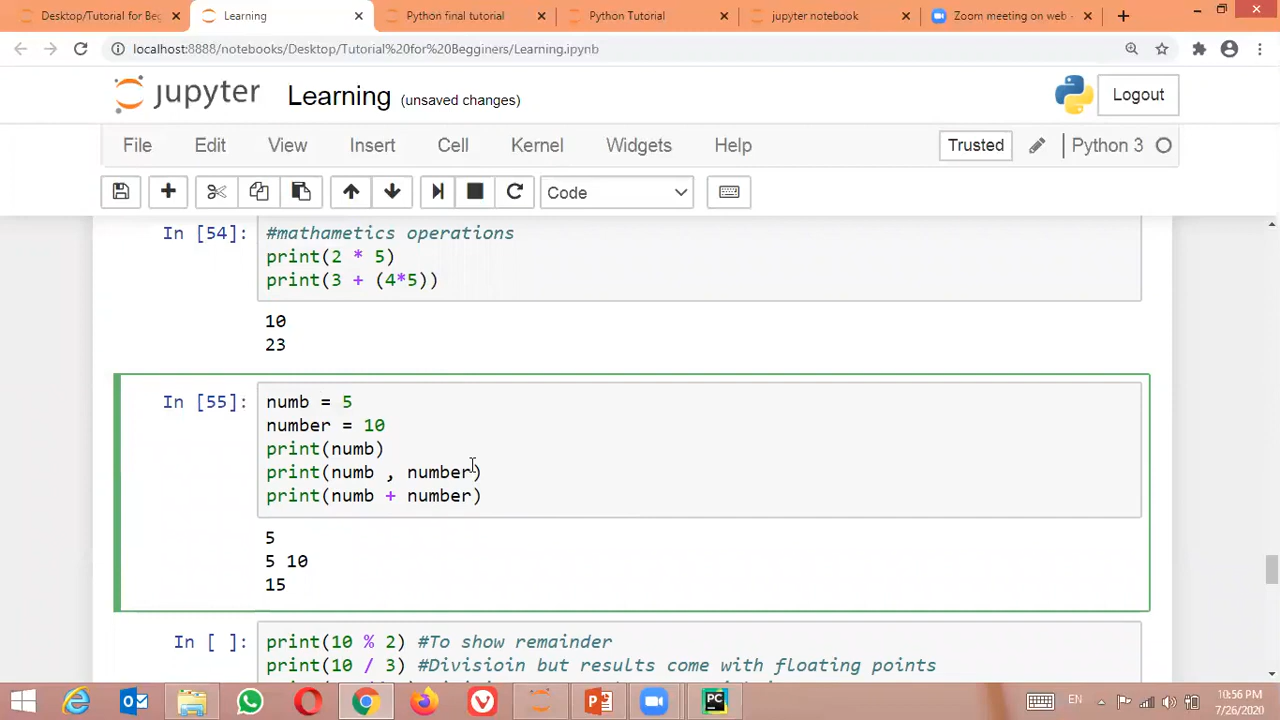 Desktop/Tutorial for Beg
Learning
Python final tutorial
Python Tutorial
jupyter notebook
Zoom meeting on web -
localhost:8888/notebooks/Desktop/Tutorial%20for%20Begginers/Learning.ipynb
jupyter Learning (unsaved changes)
Logout
File Edit View Insert Cell Kernel Widgets Help
Trusted
Python 3
Code
In [54]:
#mathametics operations
print(2 * 5)
print(3 + (4*5))
10
23
In [55]:
numb = 5
number = 10
print(numb)
print(numb , number)
print(numb + number)
5
5 10
15
In [ ]:
print(10 % 2) #To show remainder
print(10 / 3) #Divisioin but results come with floating points
EN
10:56 PM
7/26/2020